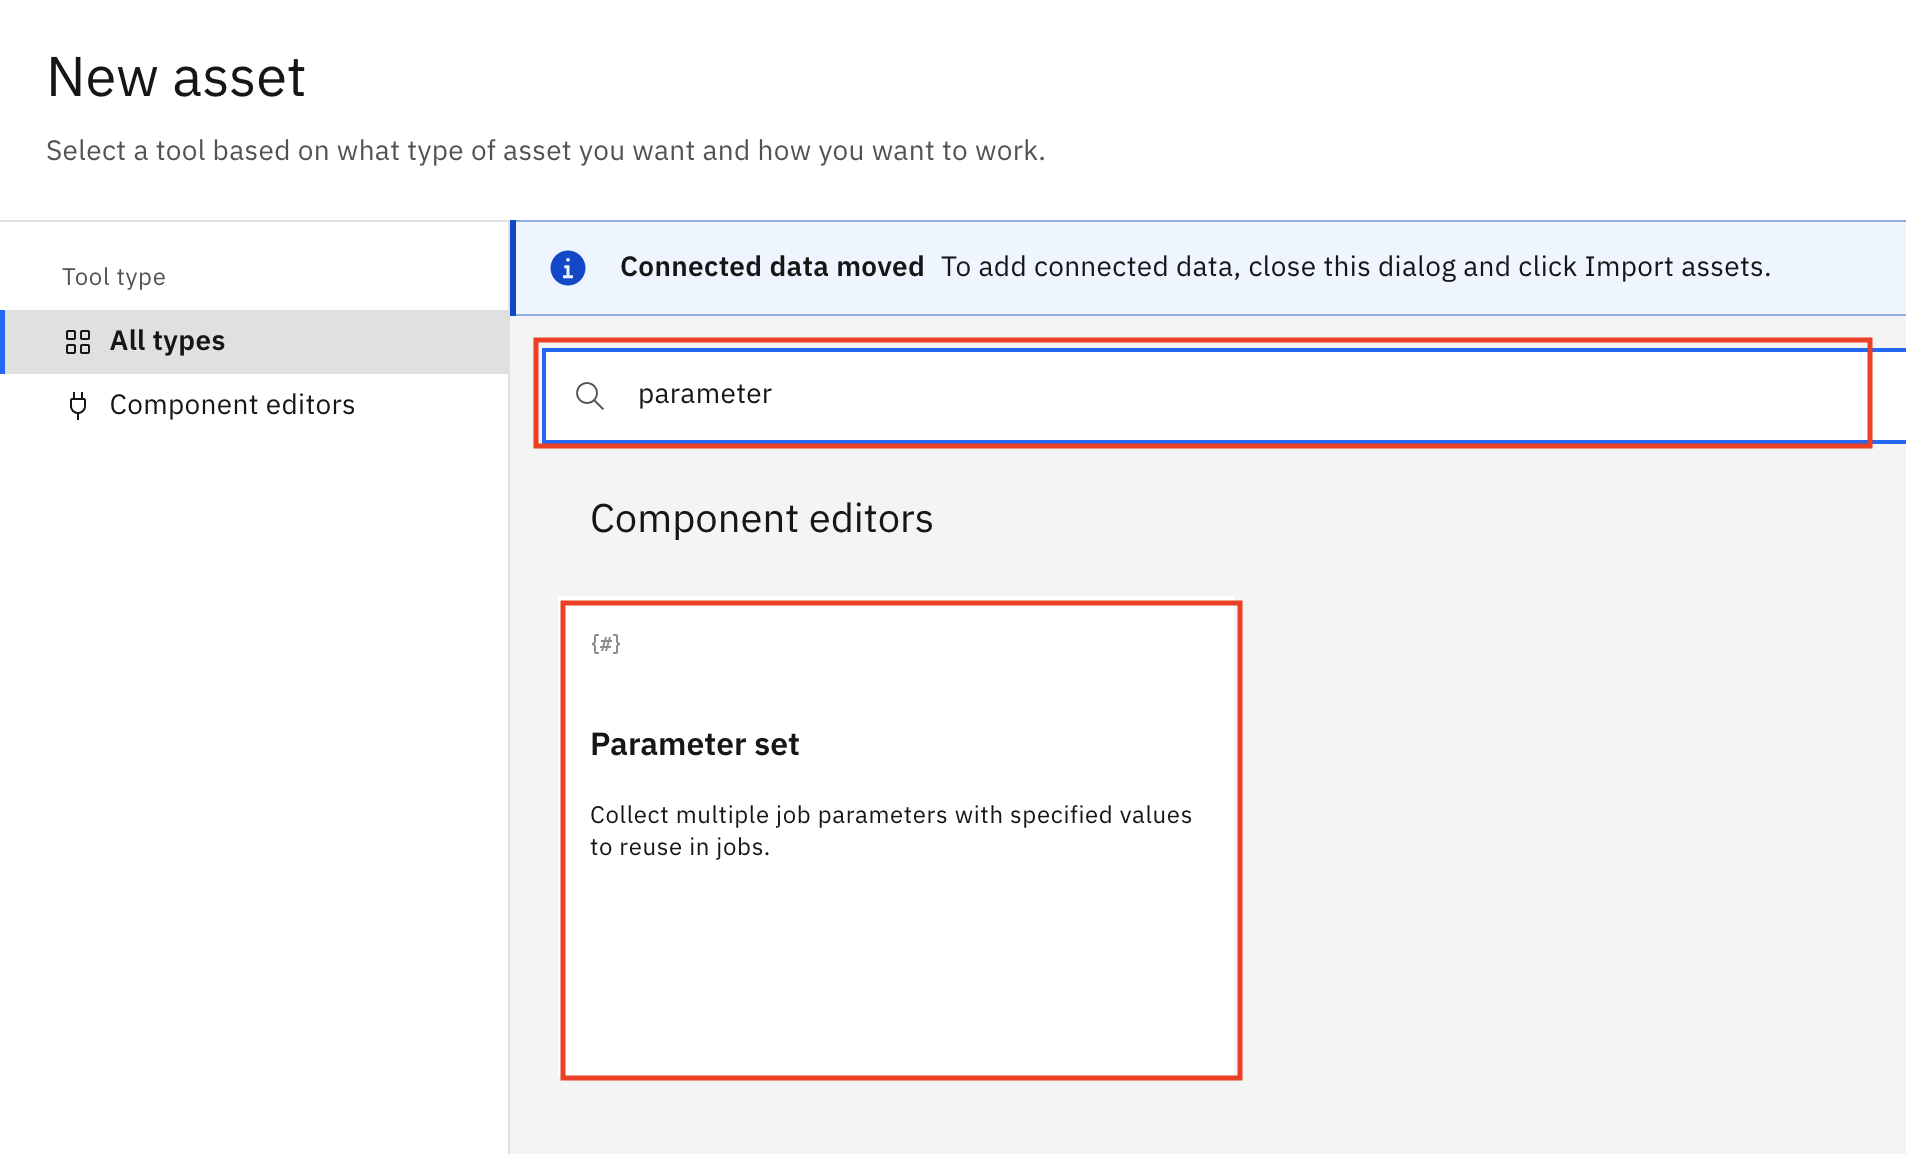 New asset
Select a tool based on what type of asset you want and how you want to work.
Tool type
All types
Component editors
Connected data moved To add connected data, close this dialog and click Import assets.
parameter
Component editors
{#}
Parameter set
Collect multiple job parameters with specified values
to reuse in jobs.